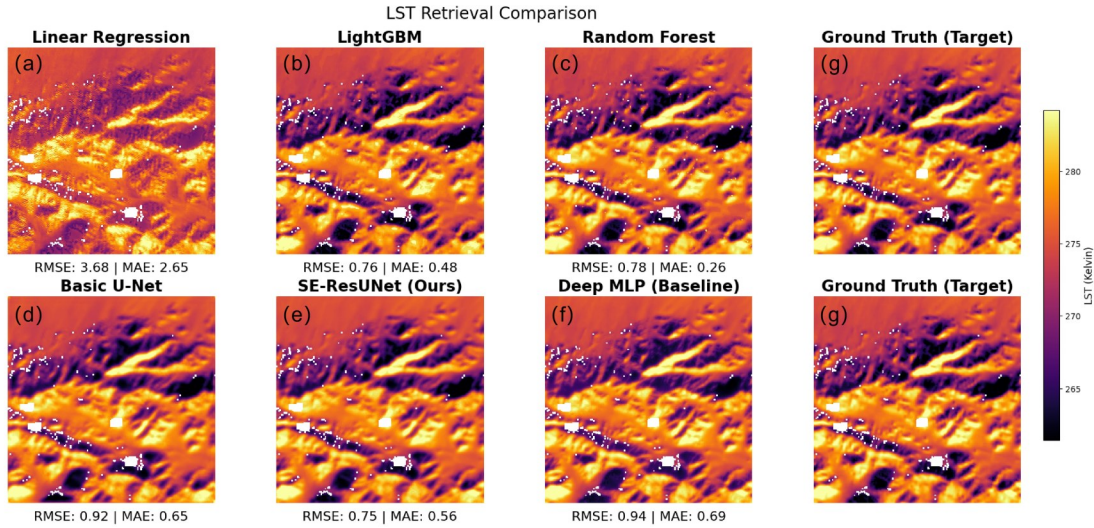 LST Retrieval Comparison
Linear Regression
LightGBM
Random Forest
Ground Truth (Target)
(a)
(b)
(c)
(g)
RMSE: 3.68 | MAE: 2.65
RMSE: 0.76 | MAE: 0.48
RMSE: 0.78 | MAE: 0.26
Basic U-Net
SE-ResUNet (Ours)
Deep MLP (Baseline)
Ground Truth (Target)
(d)
(e)
(f)
(g)
RMSE: 0.92 | MAE: 0.65
RMSE: 0.75 | MAE: 0.56
RMSE: 0.94 | MAE: 0.69
280
275
270
265
LST (Kelvin)